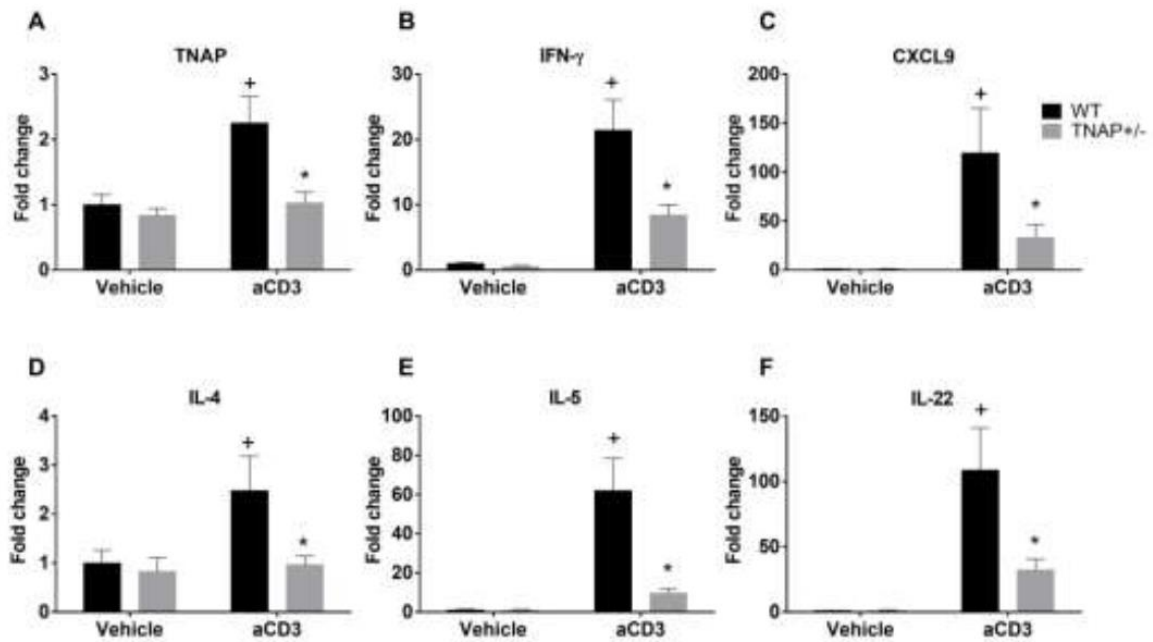 A
TNAP
Fold change
3
2
1
0
+
*
Vehicle
aCD3
B
IFN-γ
Fold change
30
20
10
0
+
*
Vehicle
aCD3
C
CXCL9
Fold change
200
150
100
50
0
+
*
Vehicle
aCD3
WT
TNAP+/-
D
IL-4
Fold change
4
3
2
1
0
+
*
Vehicle
aCD3
E
IL-5
Fold change
100
80
60
40
20
0
+
*
Vehicle
aCD3
F
IL-22
Fold change
150
100
50
0
+
*
Vehicle
aCD3